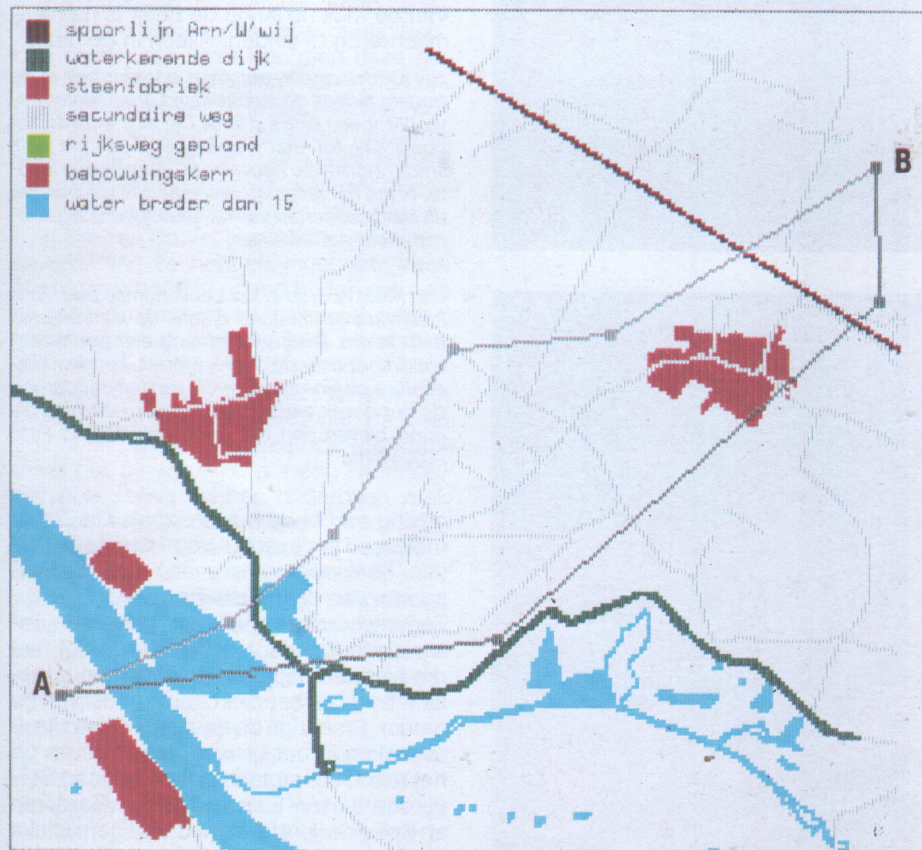 spoorlijn Arn/W'wij
waterkerende dijk
steenfabriek
secundaire weg
rijksweg gepland
bebouwingskern
water breder dan 15
B
A